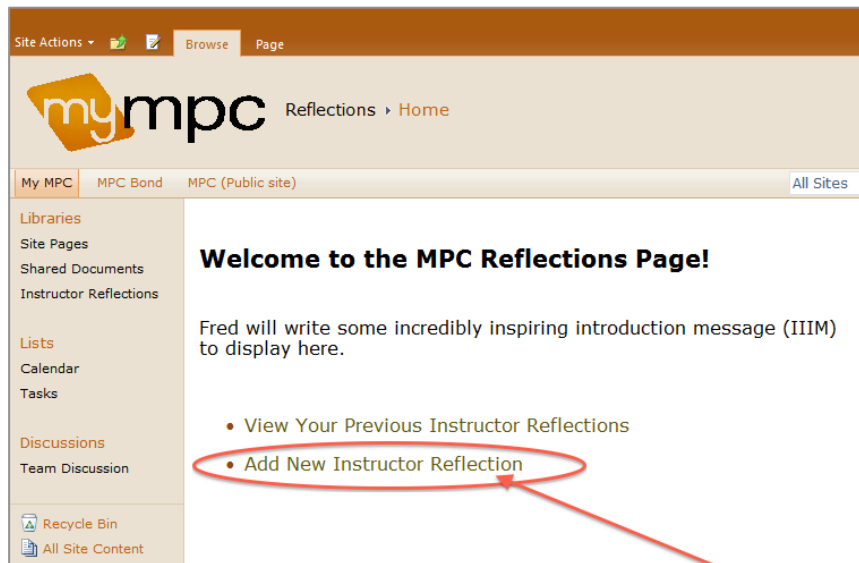 Site Actions Browse Page
mympc Reflections Home
My MPC MPC Bond MPC (Public site) All Sites
Libraries
Site Pages
Shared Documents
Instructor Reflections
Lists
Calendar
Tasks
Discussions
Team Discussion
Recycle Bin
All Site Content
Welcome to the MPC Reflections Page!
Fred will write some incredibly inspiring introduction message (IIIM)
to display here.
• View Your Previous Instructor Reflections
• Add New Instructor Reflection